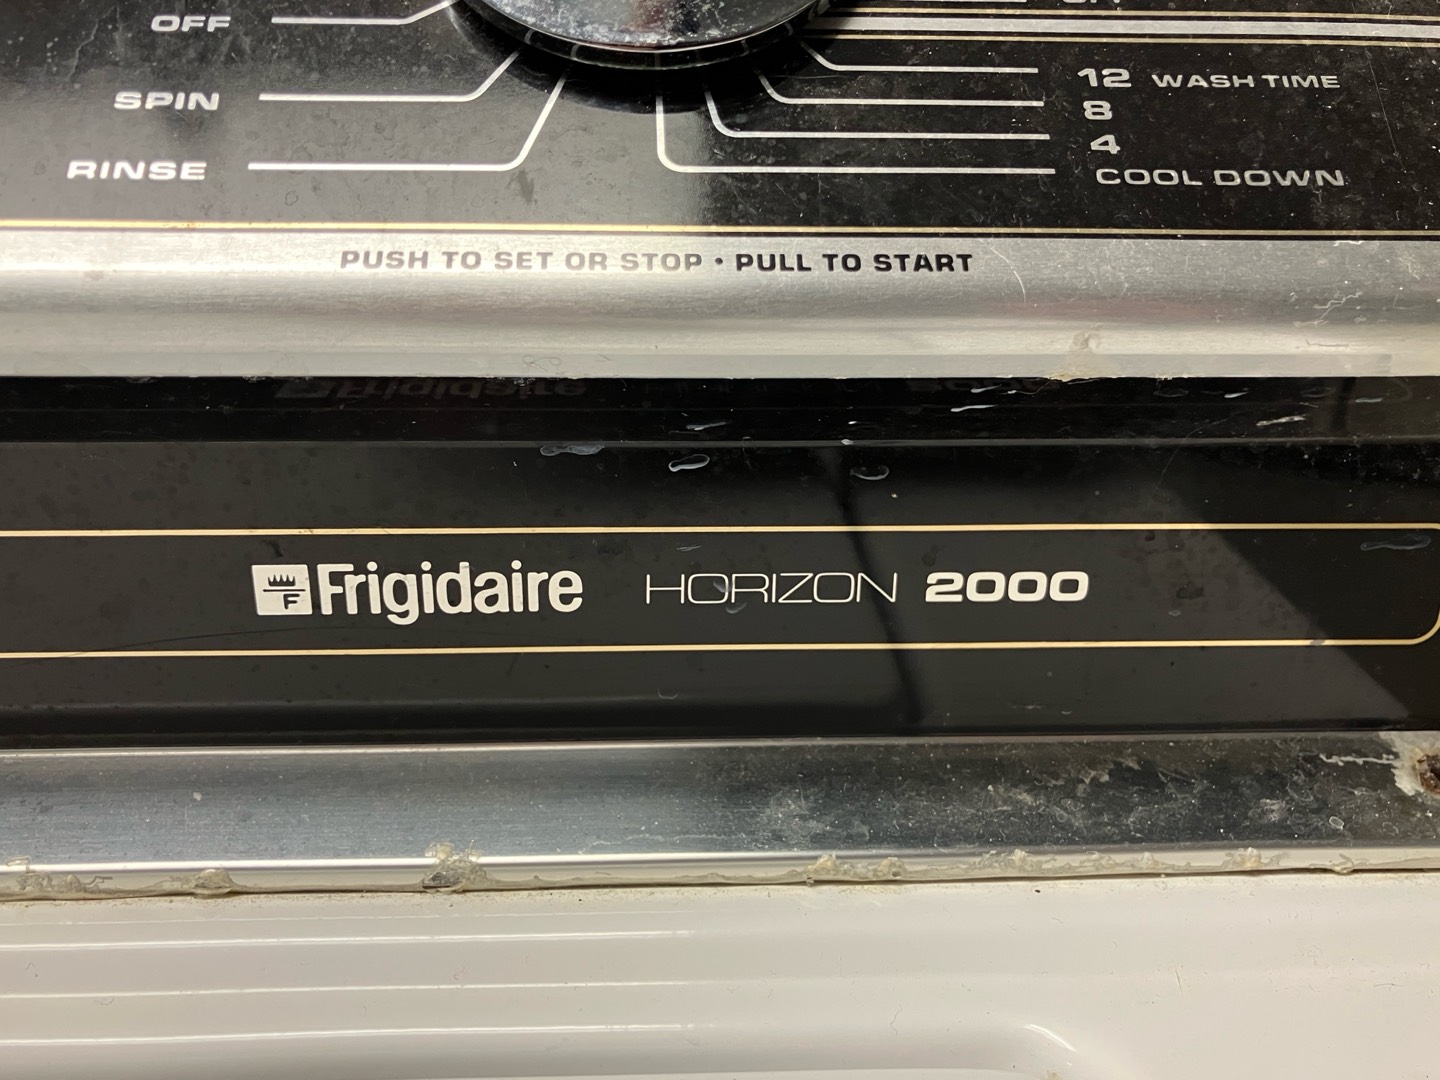 OFF
SPIN
RINSE
12 WASH TIME
8
4
COOL DOWN
PUSH TO SET OR STOP • PULL TO START
F Frigidaire HORIZON 2000